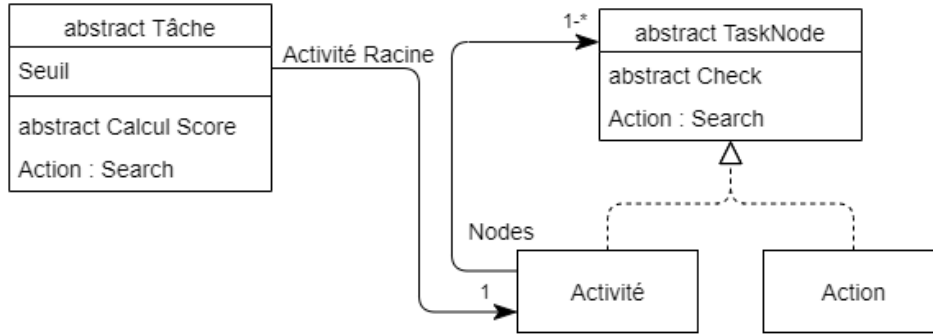 abstract Tâche
Seuil
abstract Calcul Score
Action : Search
Activité Racine
1
1-*
abstract TaskNode
abstract Check
Action : Search
Nodes
Activité
Action